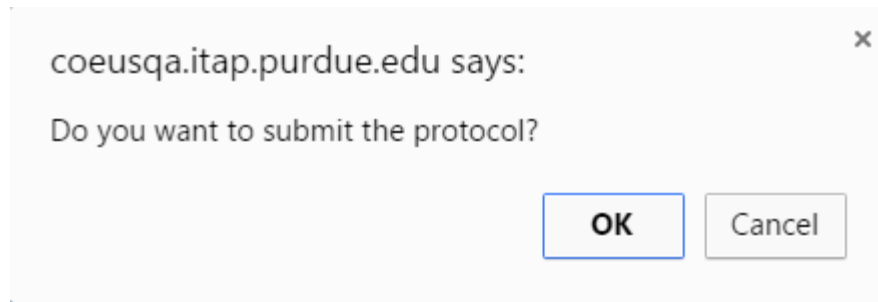 coeusqa.itap.purdue.edu says:
Do you want to submit the protocol?
OK Cancel